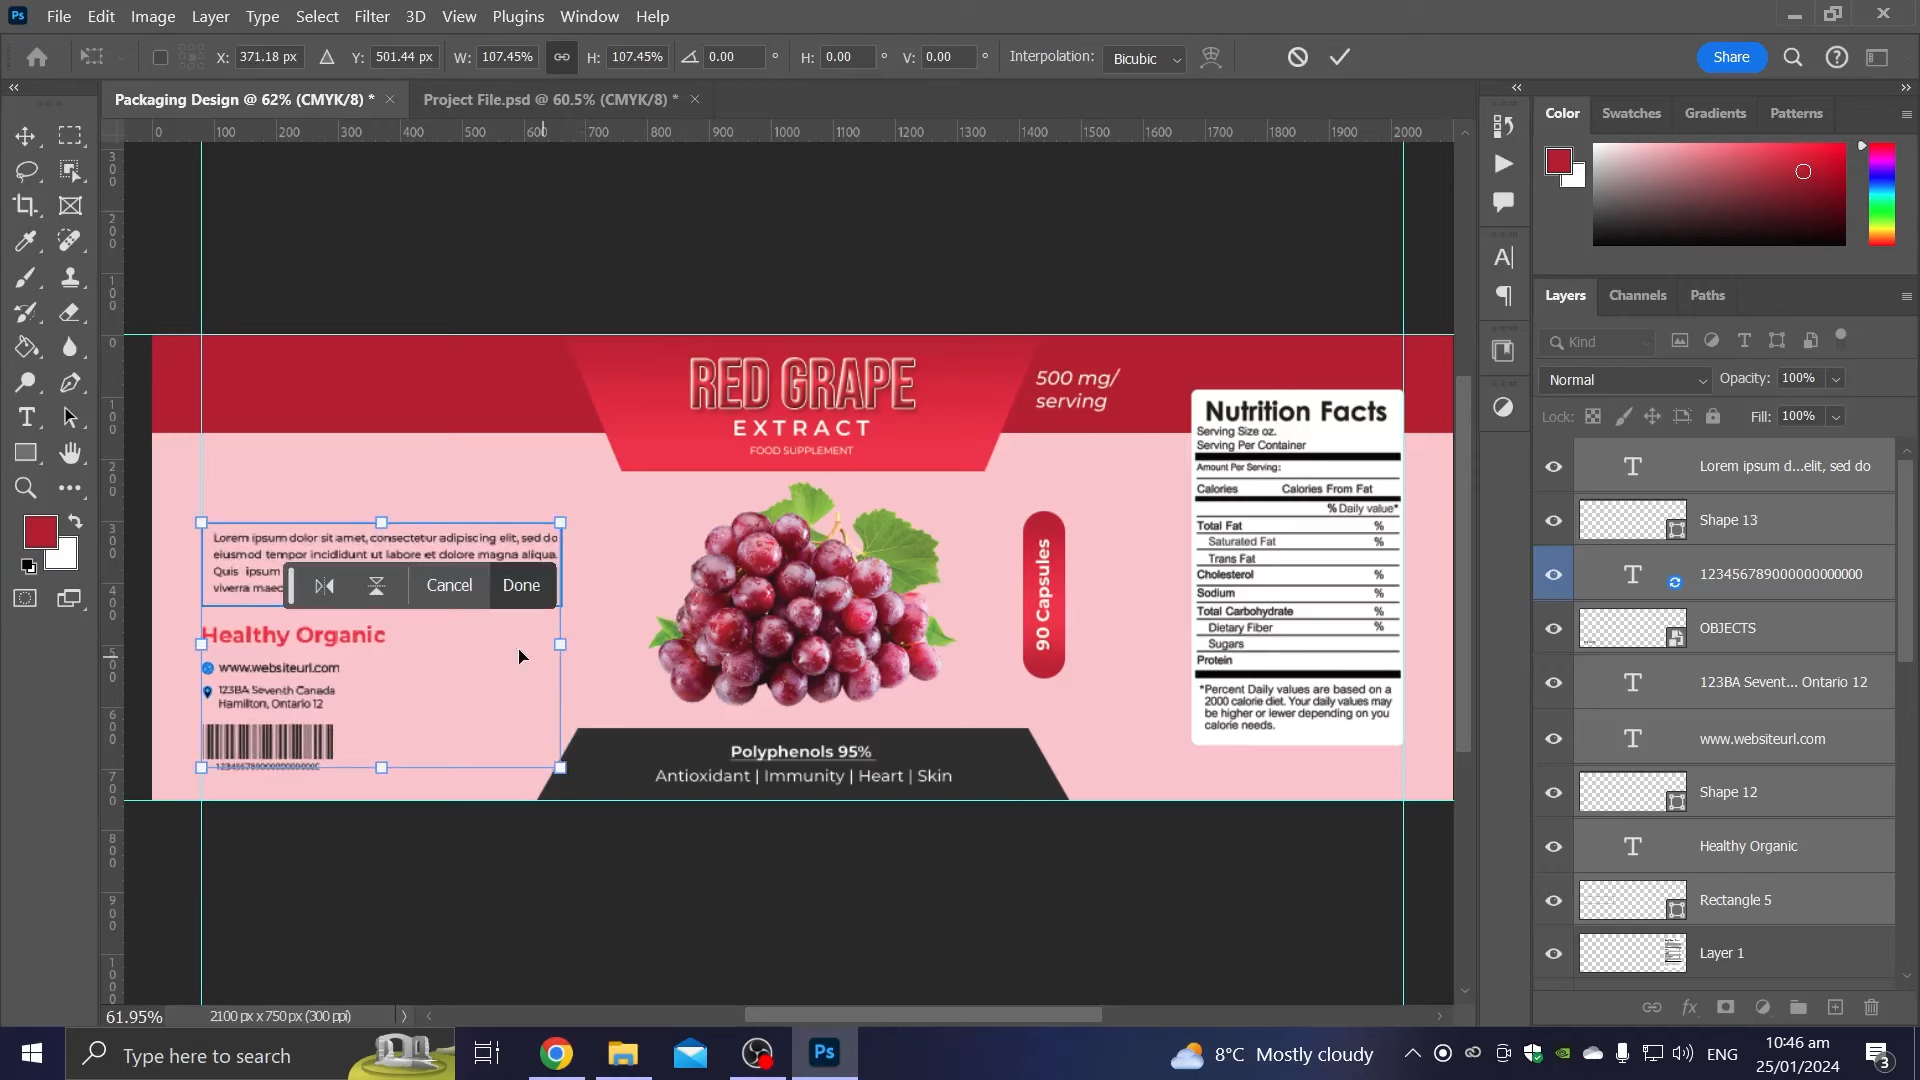 File Edit Image Layer Type Select Filter 3D View Plugins Window Help
X: 371.18 px Y: 501.44 px W: 107.45% H: 107.45% 0.00 ° H: 0.00 ° V: 0.00 ° Interpolation: Bicubic Share
Packaging Design @ 62% (CMYK/8) * Project File.psd @ 60.5% (CMYK/8) *
Color Swatches Gradients Patterns
0 100 200 300 400 500 600 700 800 900 1000 1100 1200 1300 1400 1500 1600 1700 1800 1900 2000
RED GRAPE
EXTRACT
FOOD SUPPLEMENT
500 mg/
serving
Lorem ipsum dolor sit amet, consectetur adipiscing elit, sed do
eiusmod tempor incididunt ut labore et dolore magna aliqua.
Quis ipsum
viverra maec
Cancel Done
Healthy Organic
www.websiteurl.com
123BA Seventh Canada
Hamilton, Ontario 12
90 Capsules
Polyphenols 95%
Antioxidant | Immunity | Heart | Skin
Nutrition Facts
Serving Size oz.
Serving Per Container
Amount Per Serving:
Calories Calories From Fat
% Daily value*
Total Fat %
Saturated Fat %
Trans Fat
Cholesterol %
Sodium %
Total Carbohydrate %
Dietary Fiber %
Sugars
Protein
*Percent Daily values are based on a
2000 calorie diet. Your daily values may
be higher or lewer depending on you
calorie needs.
Layers Channels Paths
Kind
Normal Opacity: 100%
Lock: Fill: 100%
Lorem ipsum d...elit, sed do
Shape 13
OBJECTS
123BA Sevent... Ontario 12
www.websiteurl.com
Shape 12
Healthy Organic
Rectangle 5
Layer 1
61.95% 2100 px x 750 px (300 ppi)
Type here to search
8°C Mostly cloudy
ENG
10:46 am
25/01/2024
3